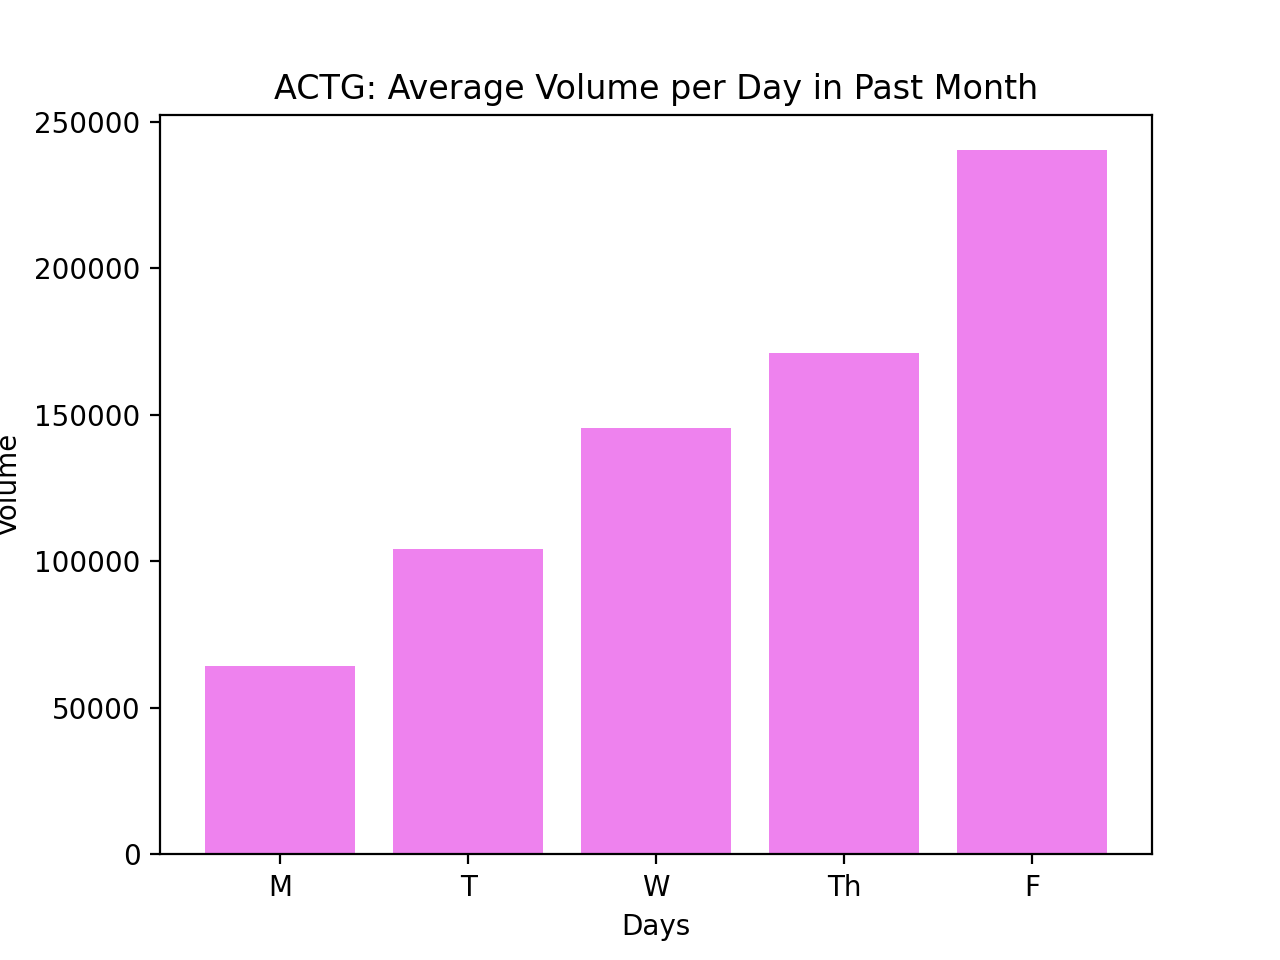 ACTG: Average Volume per Day in Past Month
250000
200000
150000
100000
50000
0
Volume
M T W Th F
Days